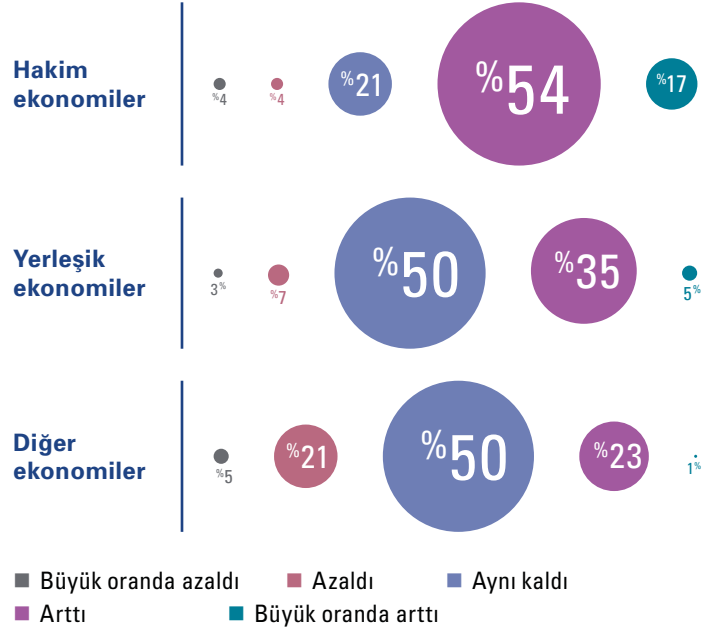 Hakim
ekonomiler
%4
%4
%21
%54
%17
Yerleşik
ekonomiler
3%
%7
%50
%35
5%
Diğer
ekonomiler
%5
%21
%50
%23
1%
Büyük oranda azaldı
Azaldı
Aynı kaldı
Arttı
Büyük oranda arttı